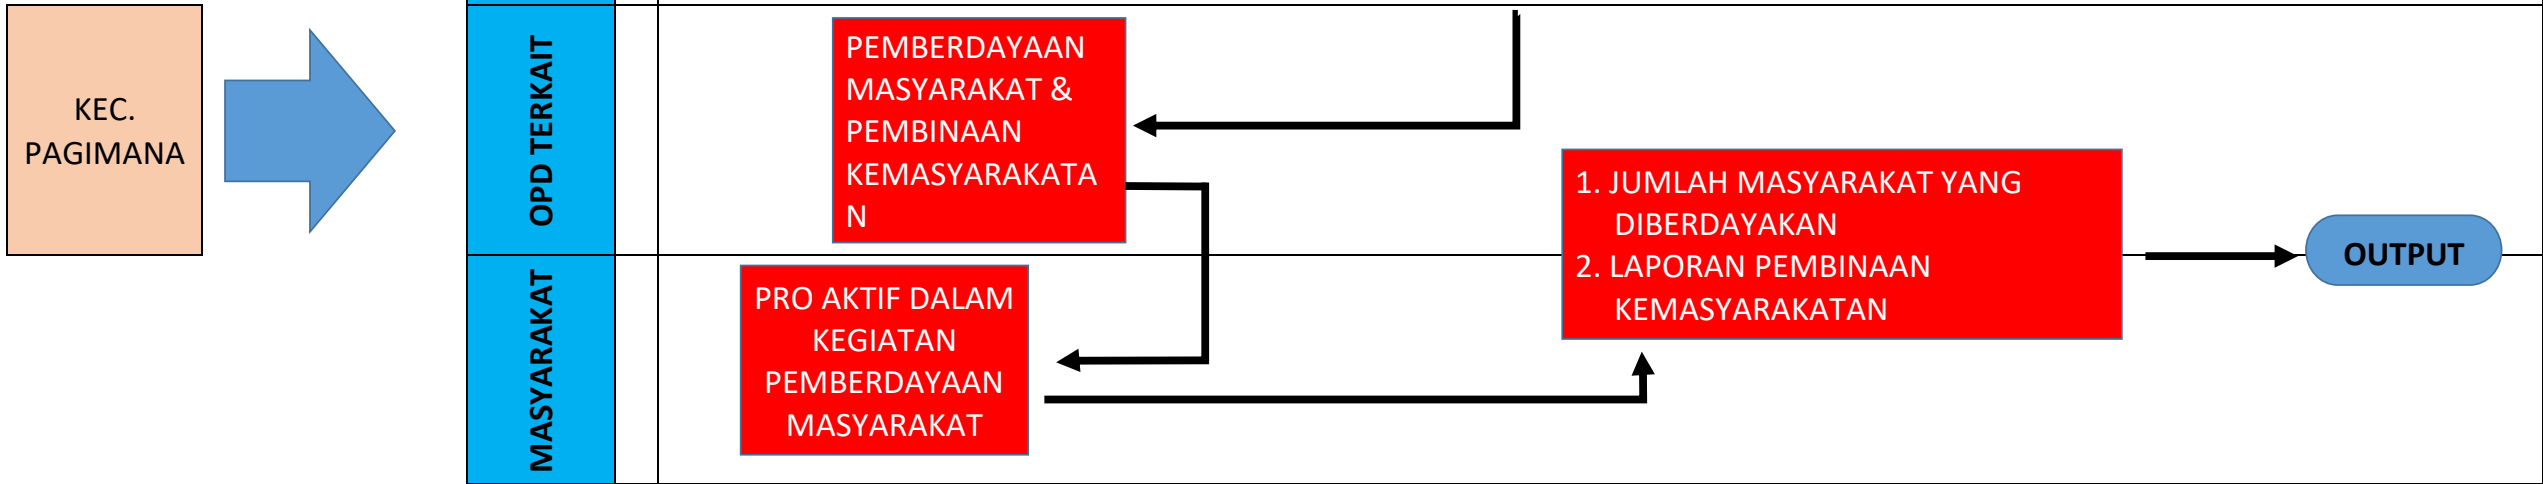 KEC.
PAGIMANA
OPD TERKAIT
PEMBERDAYAAN
MASYARAKAT &
PEMBINAAN
KEMASYARAKATA
N
MASYARAKAT
PRO AKTIF DALAM
KEGIATAN
PEMBERDAYAAN
MASYARAKAT
1. JUMLAH MASYARAKAT YANG
DIBERDAYAKAN
2. LAPORAN PEMBINAAN
KEMASYARAKATAN
OUTPUT